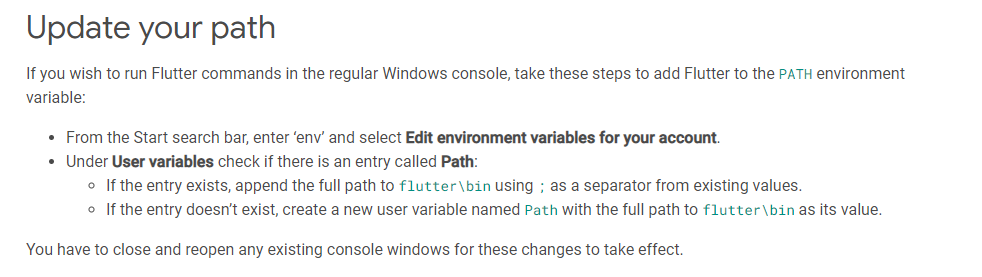 Update your path
If you wish to run Flutter commands in the regular Windows console, take these steps to add Flutter to the PATH environment
variable:
• From the Start search bar, enter ‘env’ and select Edit environment variables for your account.
• Under User variables check if there is an entry called Path:
◦ If the entry exists, append the full path to flutter\bin using ; as a separator from existing values.
◦ If the entry doesn’t exist, create a new user variable named Path with the full path to flutter\bin as its value.
You have to close and reopen any existing console windows for these changes to take effect.